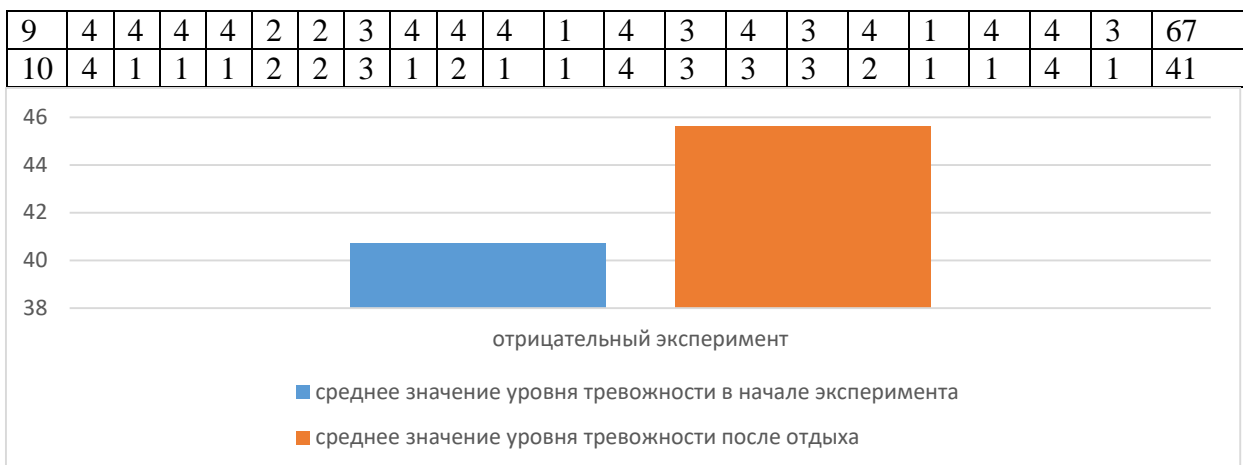 9 4 4 4 4 2 2 3 4 4 4 1 4 3 4 3 4 1 4 4 3 67
10 4 1 1 1 2 2 3 1 2 1 1 4 3 3 3 2 1 1 4 1 41
46
44
42
40
38
отрицательный эксперимент
среднее значение уровня тревожности в начале эксперимента
среднее значение уровня тревожности после отдыха